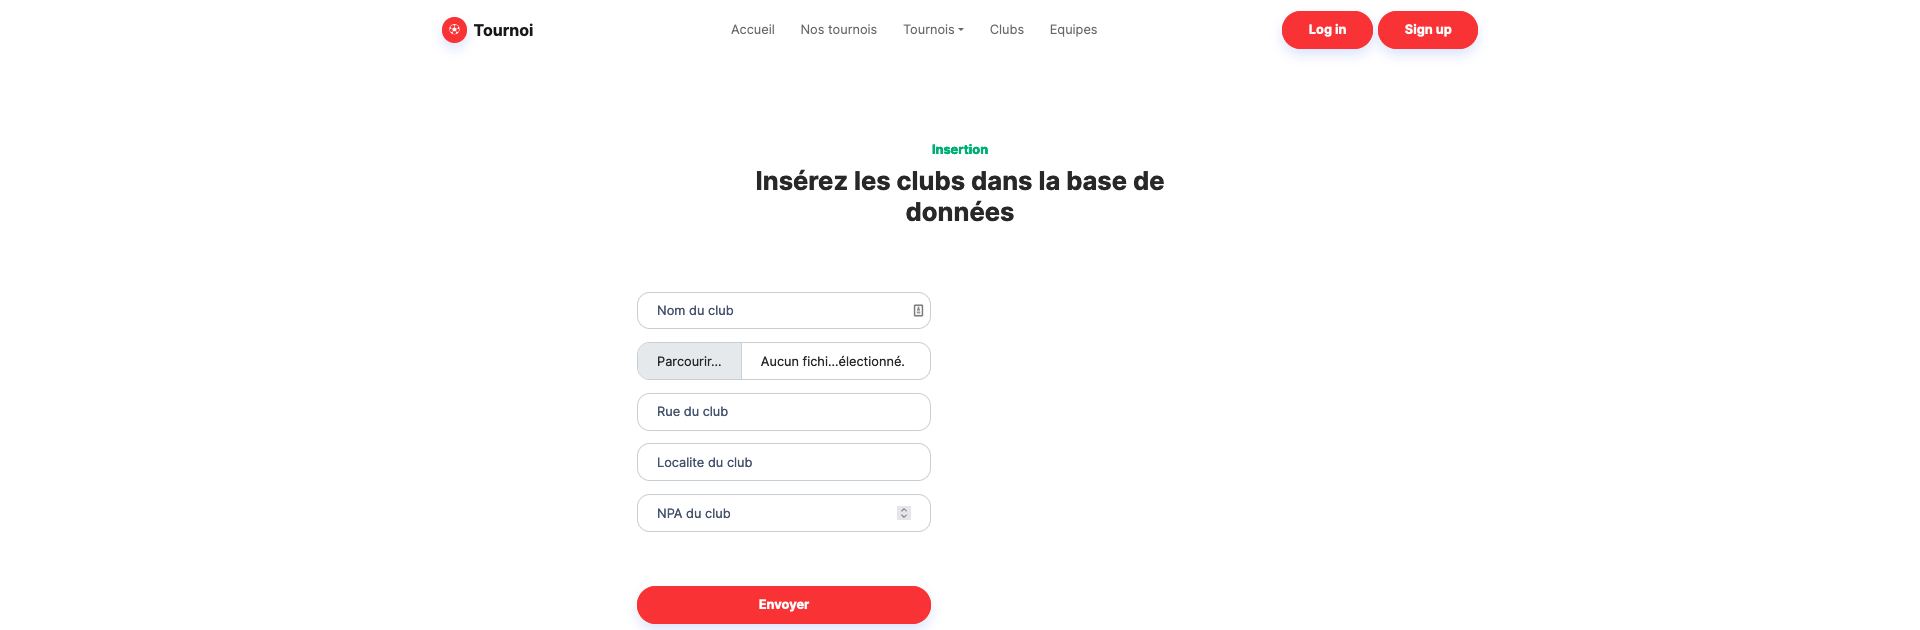 Tournoi
Accueil
Nos tournois
Tournois
Clubs
Equipes
Log in
Sign up
Insertion
Insérez les clubs dans la base de
données
Nom du club
Parcourir...
Aucun fichi...électionné.
Rue du club
Localite du club
NPA du club
Envoyer